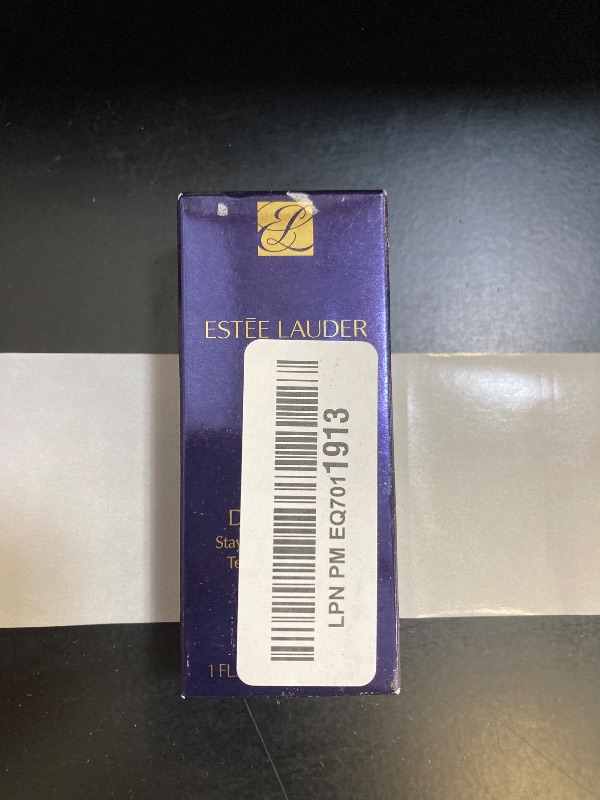 ESTĒE LAUDER
D
Stay
Te
1 FL.
LPN PM EQ7011913